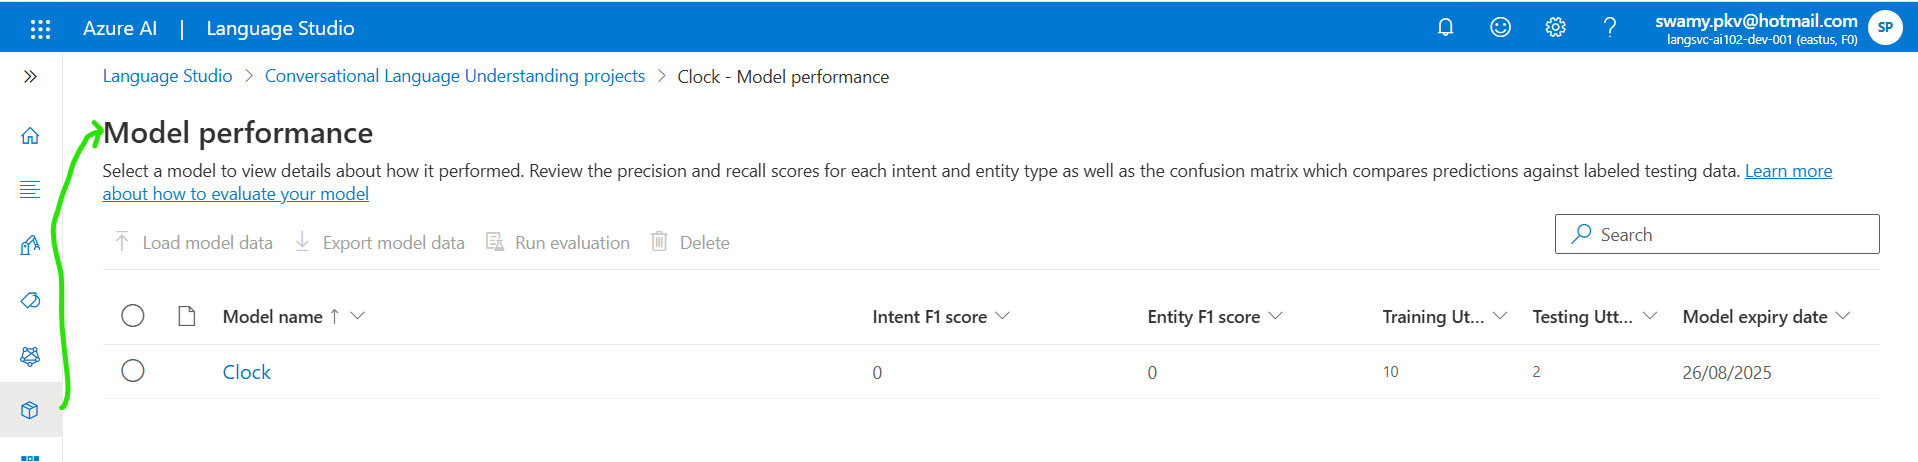 Azure AI | Language Studio
swamy.pkv@hotmail.com
langsvc-ai102-dev-001 (eastus, F0)
SP
Language Studio > Conversational Language Understanding projects > Clock - Model performance
Model performance
Select a model to view details about how it performed. Review the precision and recall scores for each intent and entity type as well as the confusion matrix which compares predictions against labeled testing data. Learn more
about how to evaluate your model
Load model data Export model data Run evaluation Delete Search
Model name ↑ Intent F1 score Entity F1 score Training Ut... Testing Utt... Model expiry date
Clock 0 0 10 2 26/08/2025